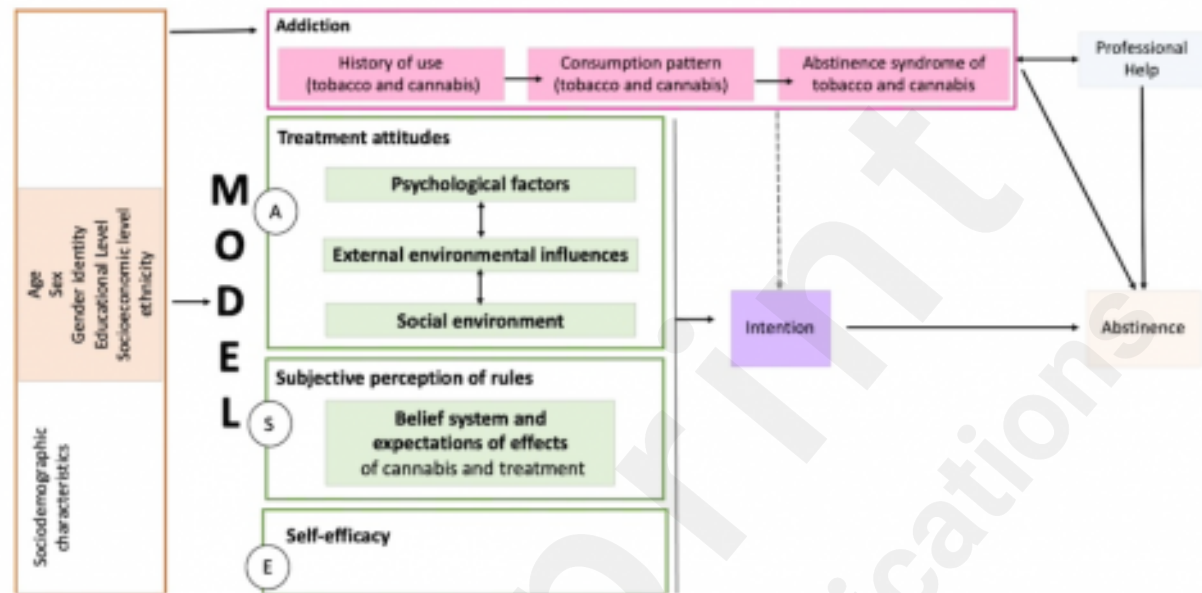 Addiction
History of use
(tobacco and cannabis)
Consumption pattern
(tobacco and cannabis)
Abstinence syndrome of
tobacco and cannabis
Professional
Help
Treatment attitudes
Psychological factors
External environmental influences
Social environment
A
MODEL
Age
Sex
Gender identity
Educational Level
Socioeconomic level
ethnicity
Sociodemographic
characteristics
Subjective perception of rules
S
Belief system and
expectations of effects
of cannabis and treatment
Self-efficacy
E
Intention
Abstinence
print
ications